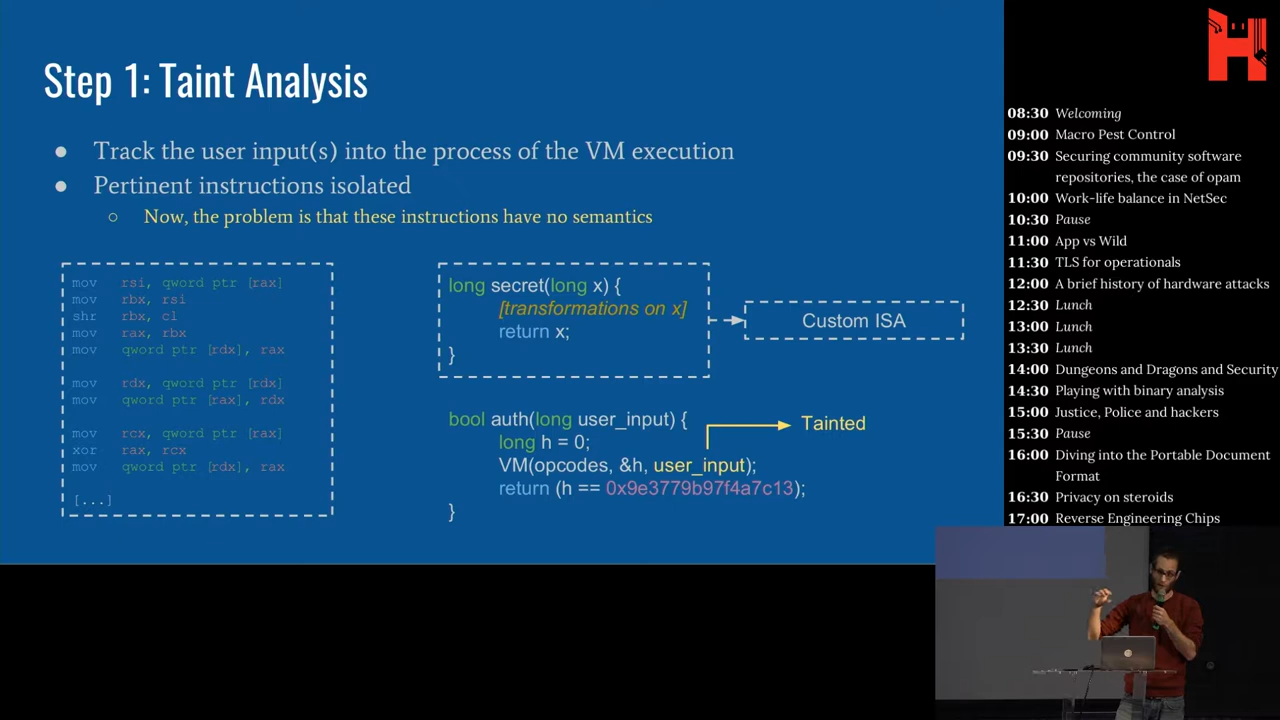 Step 1: Taint Analysis
● Track the user input(s) into the process of the VM execution
● Pertinent instructions isolated
○ Now, the problem is that these instructions have no semantics
mov rsi, qword ptr [rax]
mov rbx, rsi
shr rbx, cl
mov rax, rbx
mov qword ptr [rdx], rax
mov rdx, qword ptr [rdx]
mov qword ptr [rax], rdx
mov rcx, qword ptr [rax]
xor rax, rcx
mov qword ptr [rdx], rax
[...]
long secret(long x) {
[transformations on x]
return x;
}
Custom ISA
bool auth(long user_input) {
long h = 0;
VM(opcodes, &h, user_input);
return (h == 0x9e3779b97f4a7c13);
}
Tainted
08:30 Welcoming
09:00 Macro Pest Control
09:30 Securing community software
repositories, the case of opam
10:00 Work-life balance in NetSec
10:30 Pause
11:00 App vs Wild
11:30 TLS for operationals
12:00 A brief history of hardware attacks
12:30 Lunch
13:00 Lunch
13:30 Lunch
14:00 Dungeons and Dragons and Security
14:30 Playing with binary analysis
15:00 Justice, Police and hackers
15:30 Pause
16:00 Diving into the Portable Document
Format
16:30 Privacy on steroids
17:00 Reverse Engineering Chips